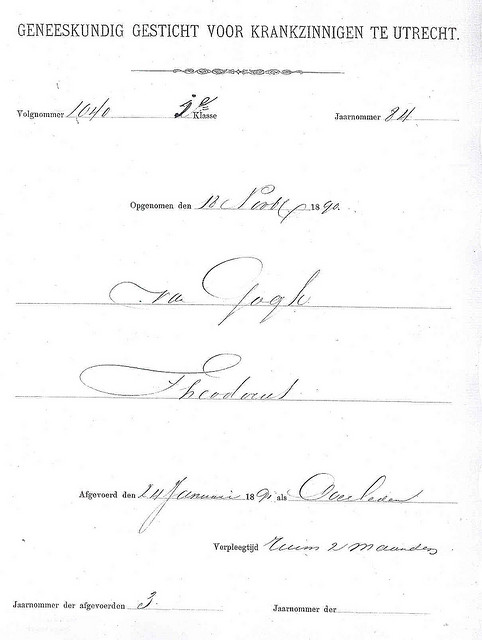 GENEESKUNDIG GESTICHT VOOR KRANKZINNIGEN TE UTRECHT.
Volgnommer 1040 3e Klasse Jaarnommer 84
Opgenomen den 18 Novbr 1890.
van Gogh
Theodorus
Afgevoerd den 24 Januari 1891 als Overleden
Verpleegtijd Ruim 2 maanden.
Jaarnommer der afgevoerden 3. Jaarnommer der